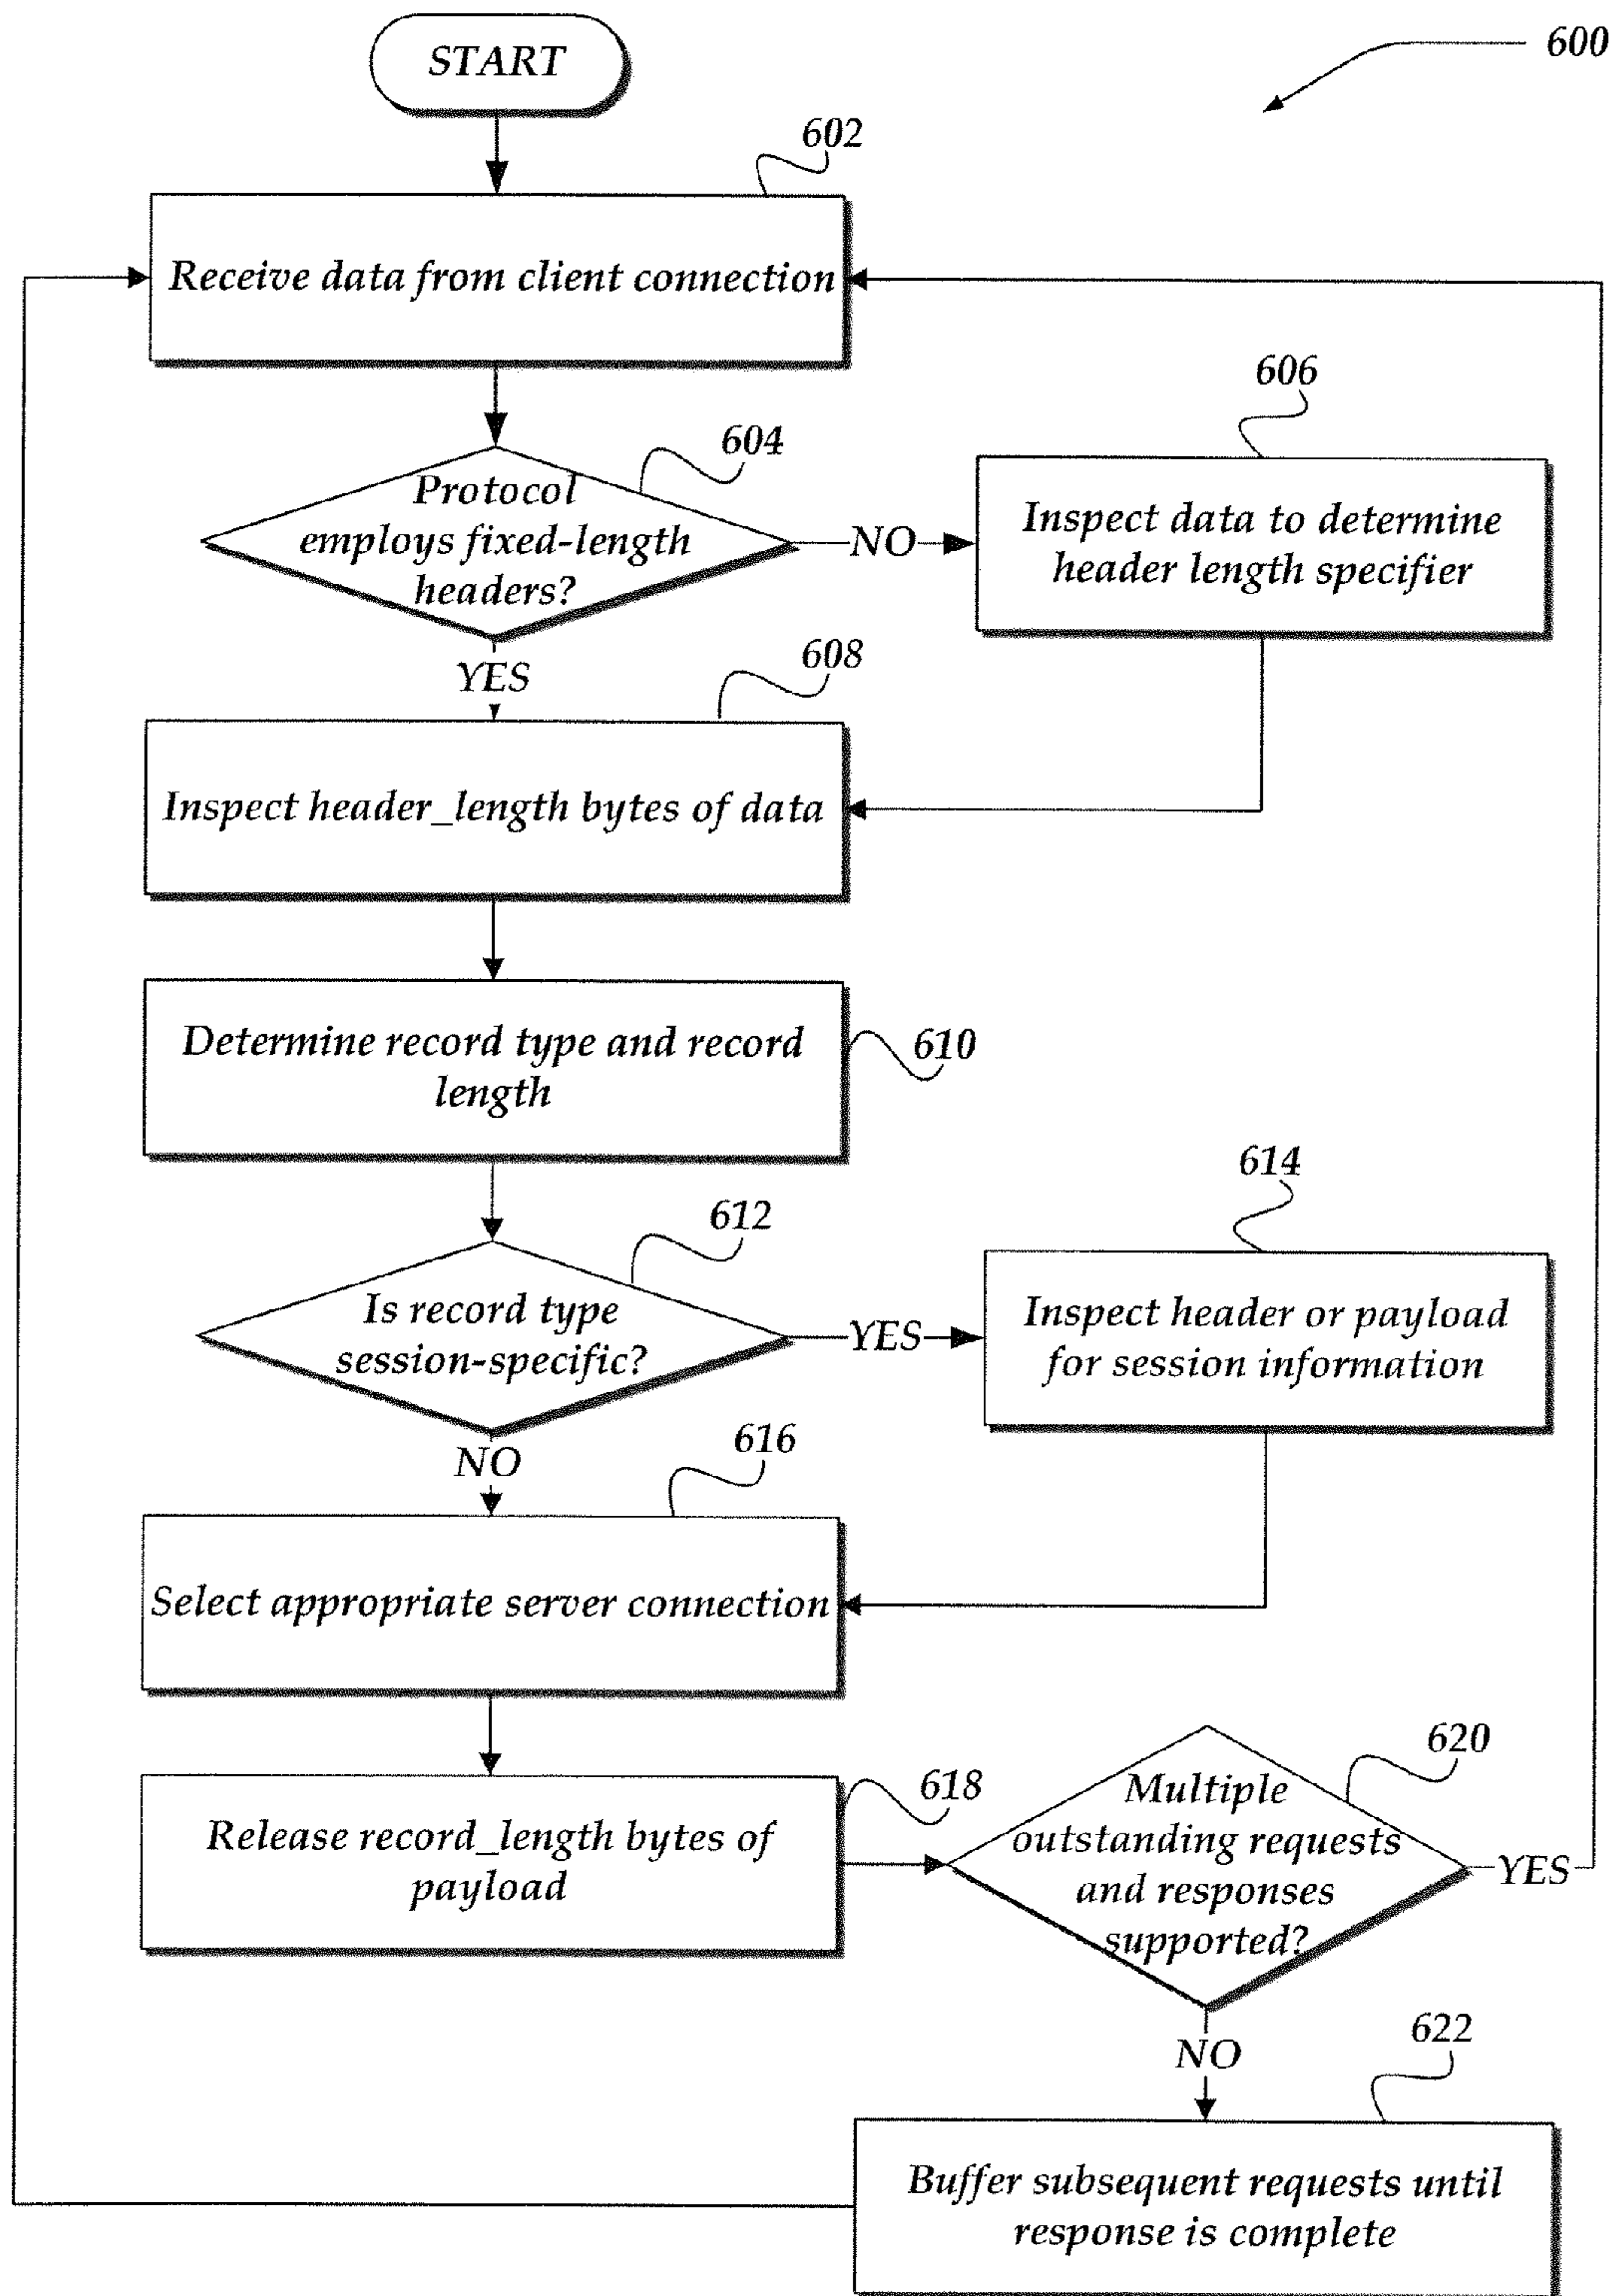 START
600
602
Receive data from client connection
604
Protocol
employs fixed-length
headers?
NO
606
Inspect data to determine
header length specifier
YES
608
Inspect header_length bytes of data
610
Determine record type and record
length
612
Is record type
session-specific?
YES
614
Inspect header or payload
for session information
NO
616
Select appropriate server connection
618
Release record_length bytes of
payload
620
Multiple
outstanding requests
and responses
supported?
YES
NO
622
Buffer subsequent requests until
response is complete